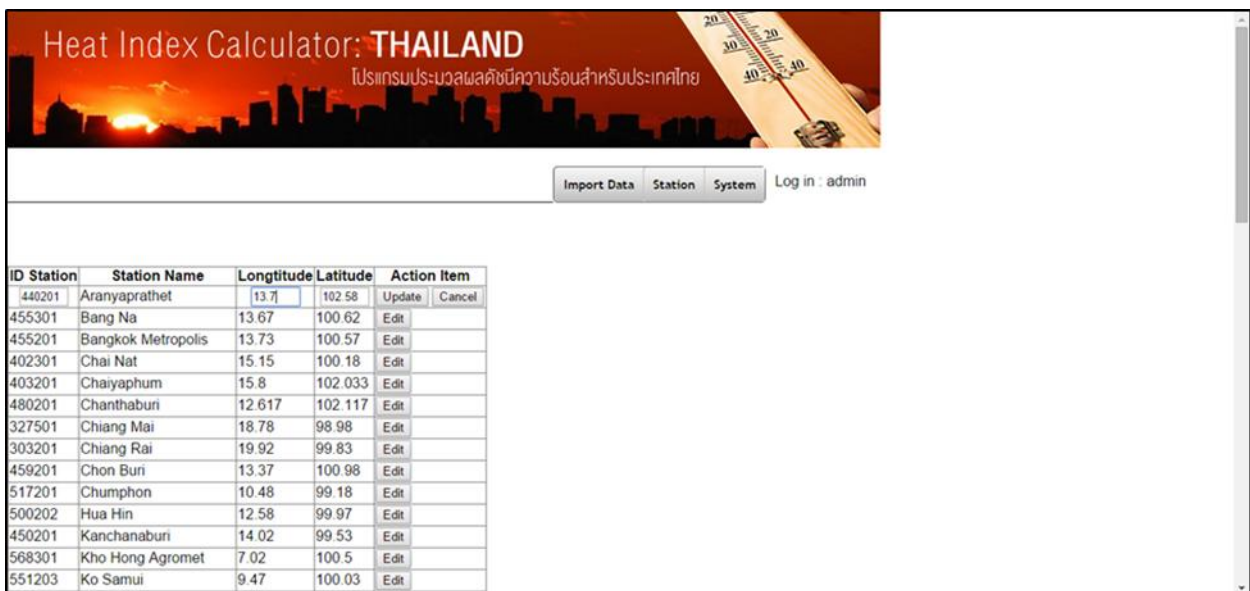 Heat Index Calculator: THAILAND
โปรแกรมประมวลผลดัชนีความร้อนสำหรับประเทศไทย
20 20
30
40 40
Import Data Station System Log in : admin
ID Station Station Name Longtitude Latitude Action Item
440201 Aranyaprathet 13.7 102.58 Update Cancel
455301 Bang Na 13.67 100.62 Edit
455201 Bangkok Metropolis 13.73 100.57 Edit
402301 Chai Nat 15.15 100.18 Edit
403201 Chaiyaphum 15.8 102.033 Edit
480201 Chanthaburi 12.617 102.117 Edit
327501 Chiang Mai 18.78 98.98 Edit
303201 Chiang Rai 19.92 99.83 Edit
459201 Chon Buri 13.37 100.98 Edit
517201 Chumphon 10.48 99.18 Edit
500202 Hua Hin 12.58 99.97 Edit
450201 Kanchanaburi 14.02 99.53 Edit
568301 Kho Hong Agromet 7.02 100.5 Edit
551203 Ko Samui 9.47 100.03 Edit